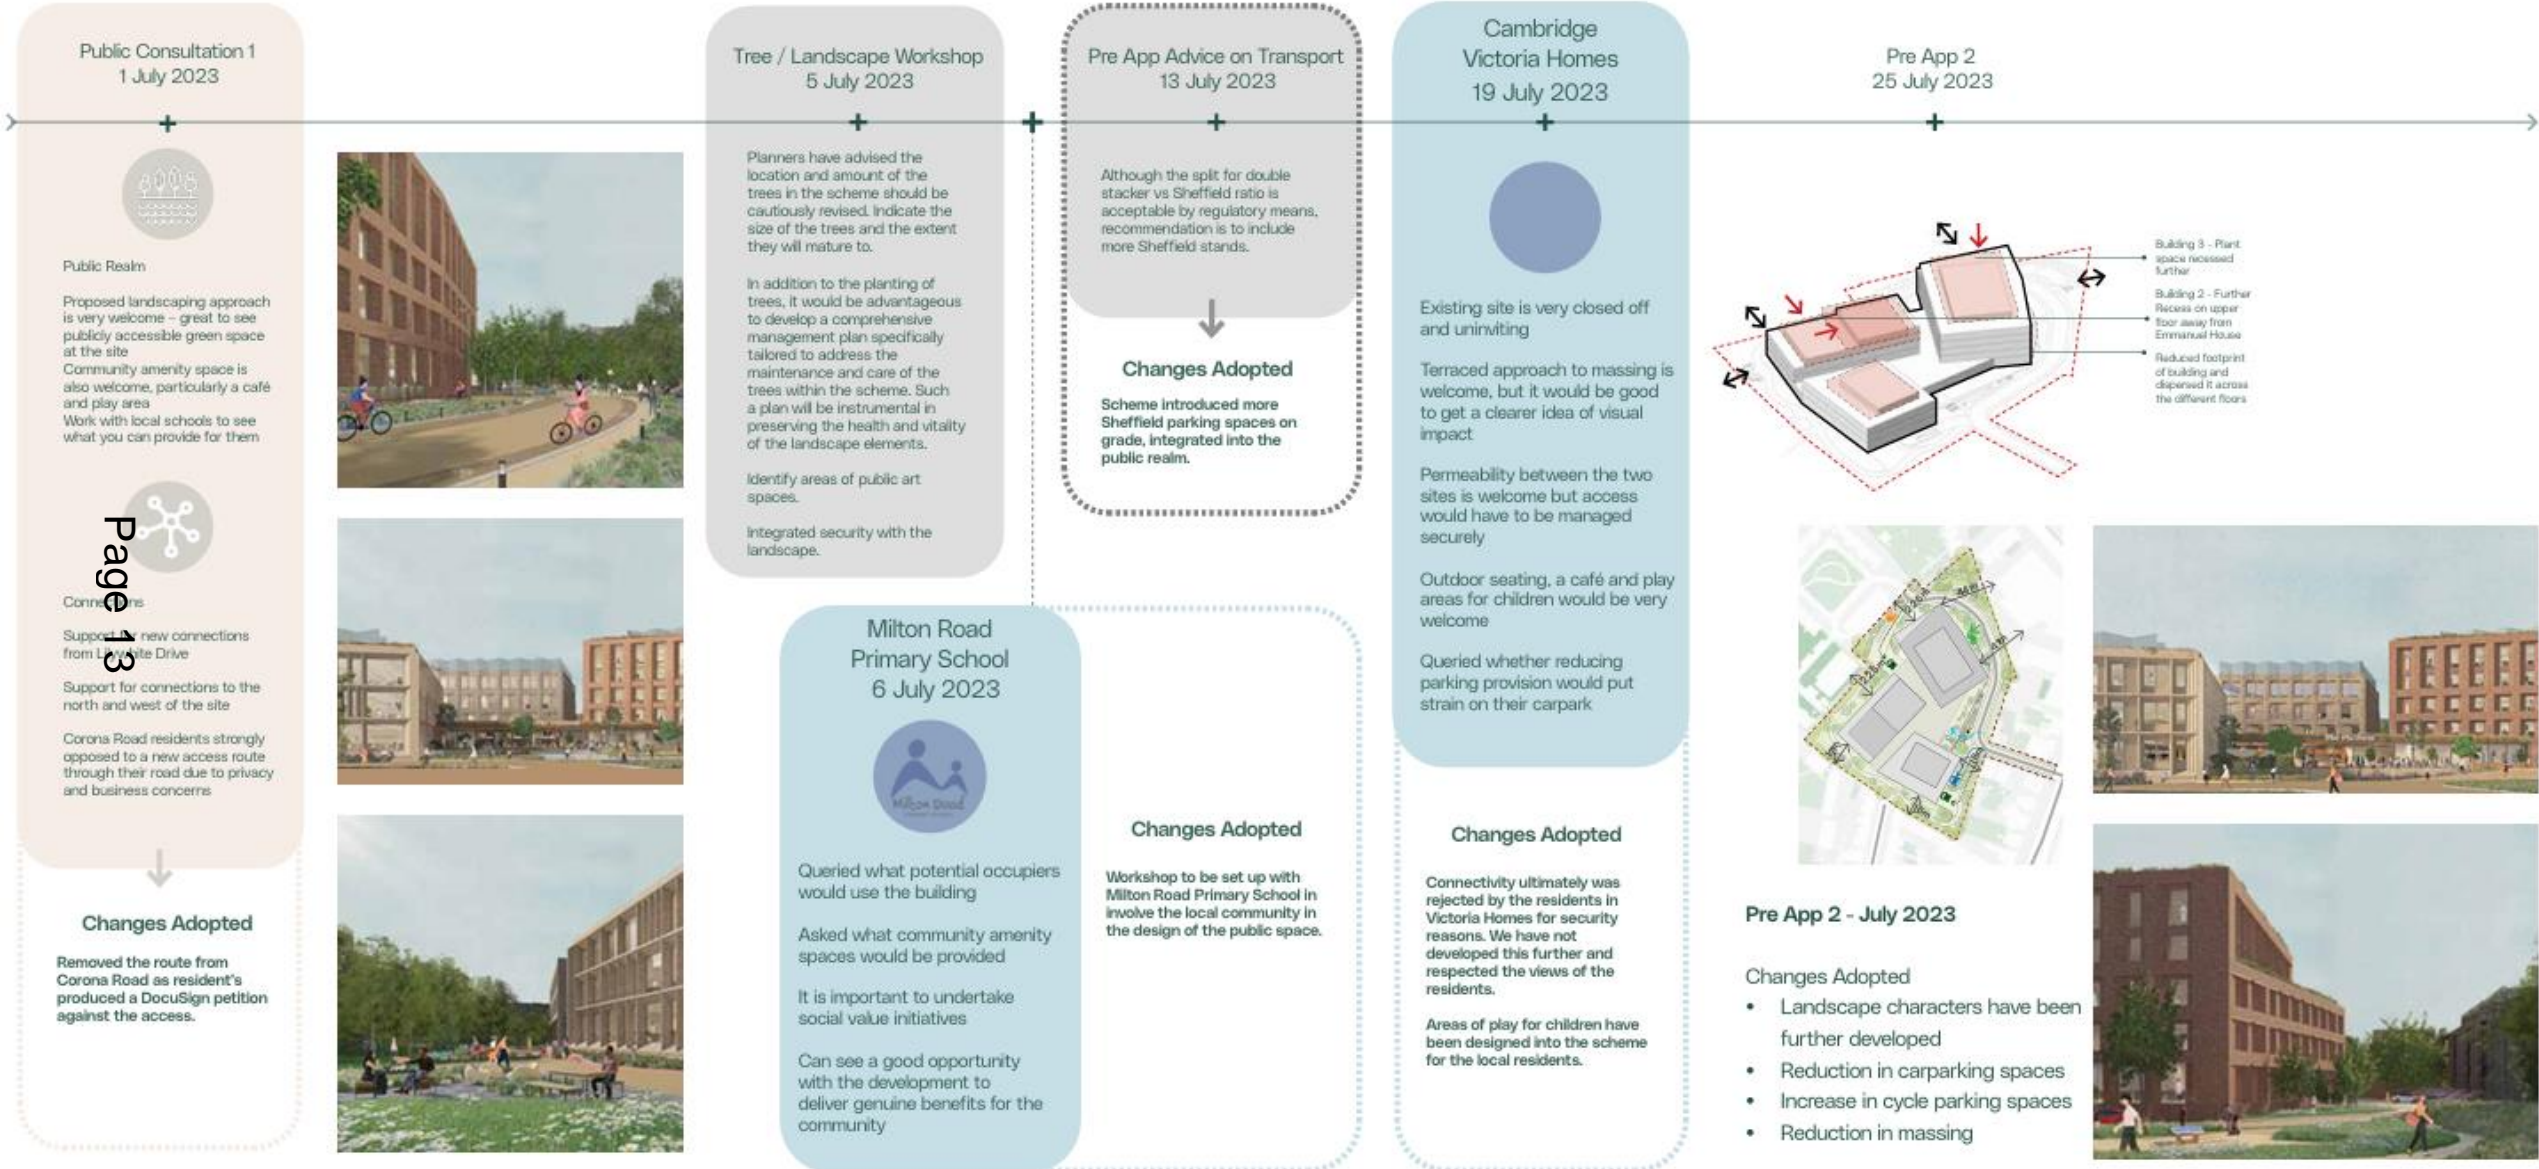 Public Consultation 1
1 July 2023
Public Realm
Proposed landscaping approach
is very welcome – great to see
publicly accessible green space
at the site
Community amenity space is
also welcome, particularly a café
and play area
Work with local schools to see
what you can provide for them
Page 13
Connections
Support for new connections
from Lilywhite Drive
Support for connections to the
north and west of the site
Corona Road residents strongly
opposed to a new access route
through their road due to privacy
and business concerns
Changes Adopted
Removed the route from
Corona Road as resident's
produced a DocuSign petition
against the access.
Tree / Landscape Workshop
5 July 2023
Planners have advised the
location and amount of the
trees in the scheme should be
cautiously revised. Indicate the
size of the trees and the extent
they will mature to.
In addition to the planting of
trees, it would be advantageous
to develop a comprehensive
management plan specifically
tailored to address the
maintenance and care of the
trees within the scheme. Such
a plan will be instrumental in
preserving the health and vitality
of the landscape elements.
Identify areas of public art
spaces.
Integrated security with the
landscape.
Milton Road
Primary School
6 July 2023
Milton Road
Queried what potential occupiers
would use the building
Asked what community amenity
spaces would be provided
It is important to undertake
social value initiatives
Can see a good opportunity
with the development to
deliver genuine benefits for the
community
Changes Adopted
Workshop to be set up with
Milton Road Primary School in
involve the local community in
the design of the public space.
Pre App Advice on Transport
13 July 2023
Although the split for double
stacker vs Sheffield ratio is
acceptable by regulatory means,
recommendation is to include
more Sheffield stands.
Changes Adopted
Scheme introduced more
Sheffield parking spaces on
grade, integrated into the
public realm.
Cambridge
Victoria Homes
19 July 2023
Existing site is very closed off
and uninviting
Terraced approach to massing is
welcome, but it would be good
to get a clearer idea of visual
impact
Permeability between the two
sites is welcome but access
would have to be managed
securely
Outdoor seating, a café and play
areas for children would be very
welcome
Queried whether reducing
parking provision would put
strain on their carpark
Changes Adopted
Connectivity ultimately was
rejected by the residents in
Victoria Homes for security
reasons. We have not
developed this further and
respected the views of the
residents.
Areas of play for children have
been designed into the scheme
for the local residents.
Pre App 2
25 July 2023
Building 3 - Plant
space recessed
further
Building 2 - Further
Recess on upper
floor away from
Emmanuel House
Reduced footprint
of building and
dispersed it across
the different floors
Pre App 2 - July 2023
Changes Adopted
• Landscape characters have been
further developed
• Reduction in carparking spaces
• Increase in cycle parking spaces
• Reduction in massing